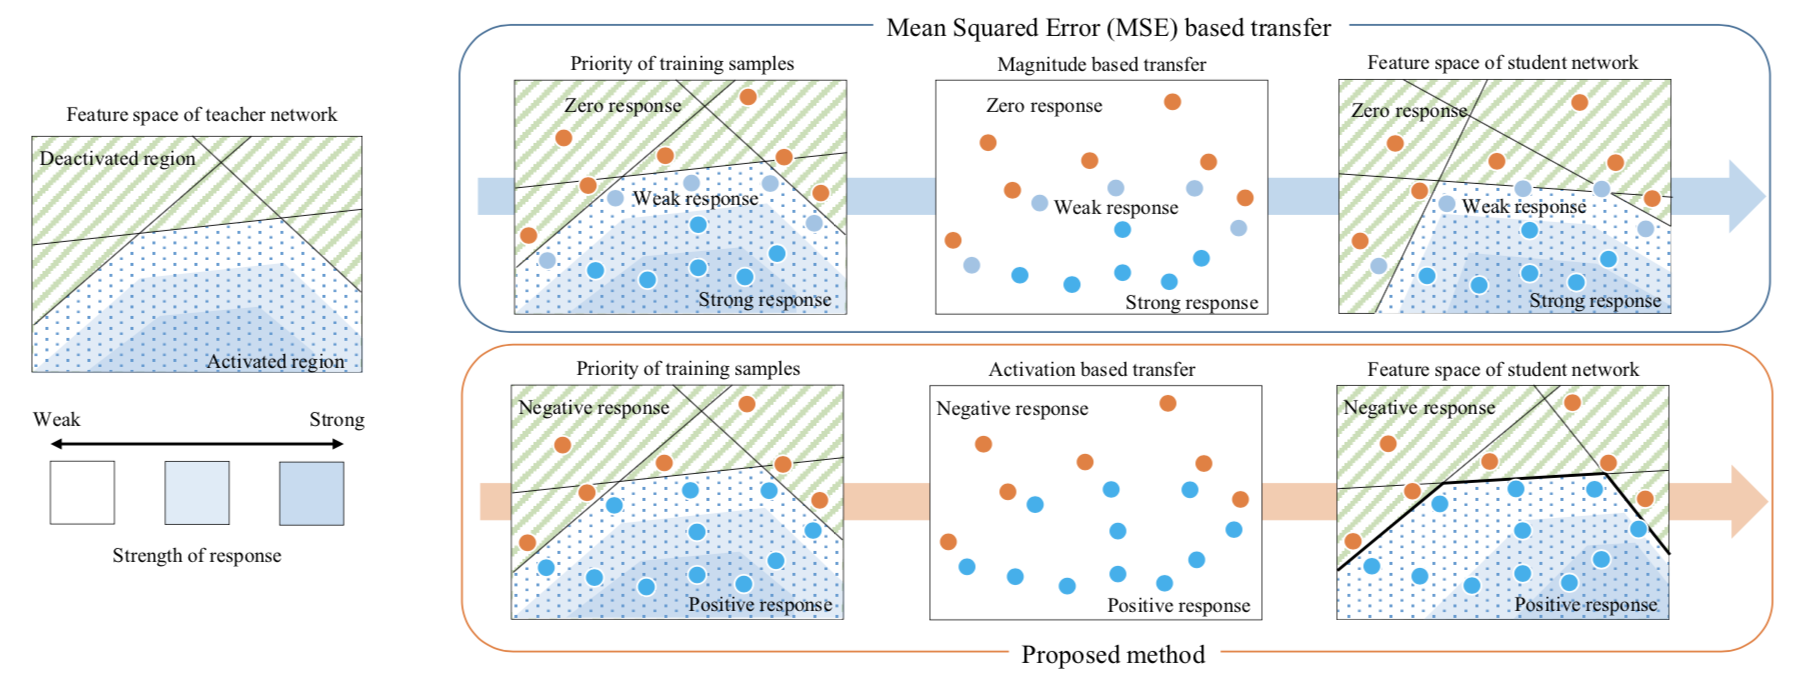 Feature space of teacher network
Deactivated region
Activated region
Weak
Strong
Strength of response
Mean Squared Error (MSE) based transfer
Priority of training samples
Zero response
Weak response
Strong response
Magnitude based transfer
Zero response
Weak response
Strong response
Feature space of student network
Zero response
Weak response
Strong response
Priority of training samples
Negative response
Positive response
Activation based transfer
Negative response
Positive response
Feature space of student network
Negative response
Positive response
Proposed method